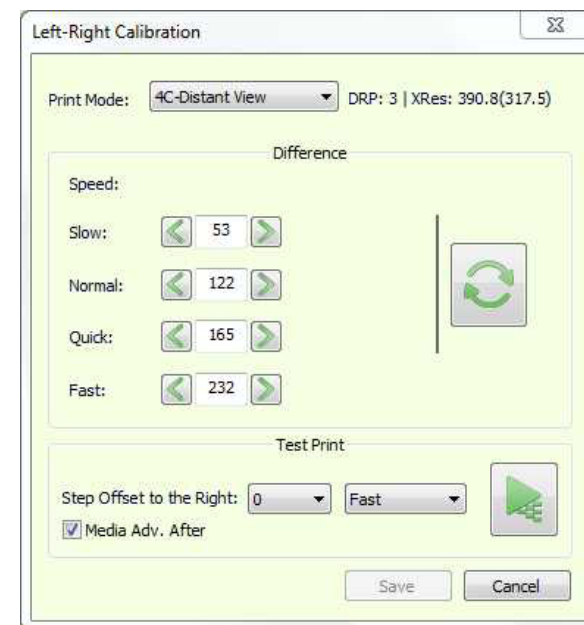 Left-Right Calibration
Print Mode: 4C-Distant View DRP: 3 | XRes: 390.8(317.5)
Difference
Speed:
Slow: 53
Normal: 122
Quick: 165
Fast: 232
Test Print
Step Offset to the Right: 0 Fast
Media Adv. After
Save Cancel